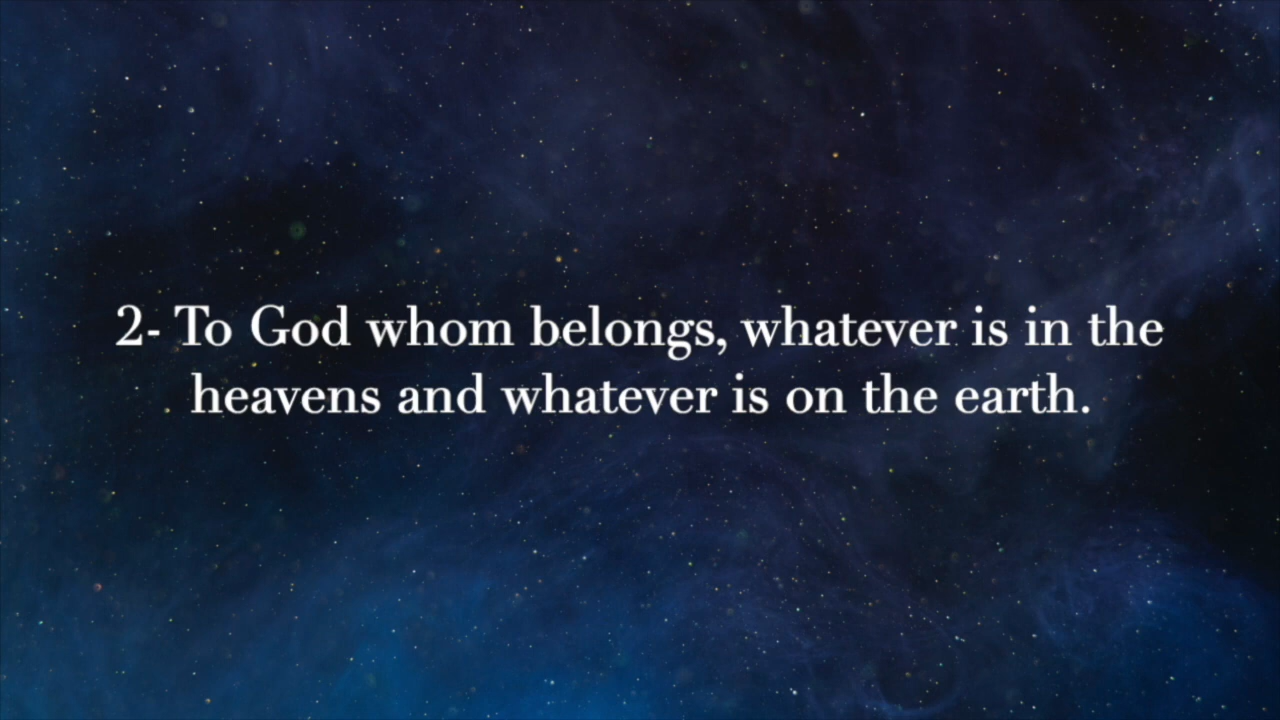 2- To God whom belongs, whatever is in the
heavens and whatever is on the earth.